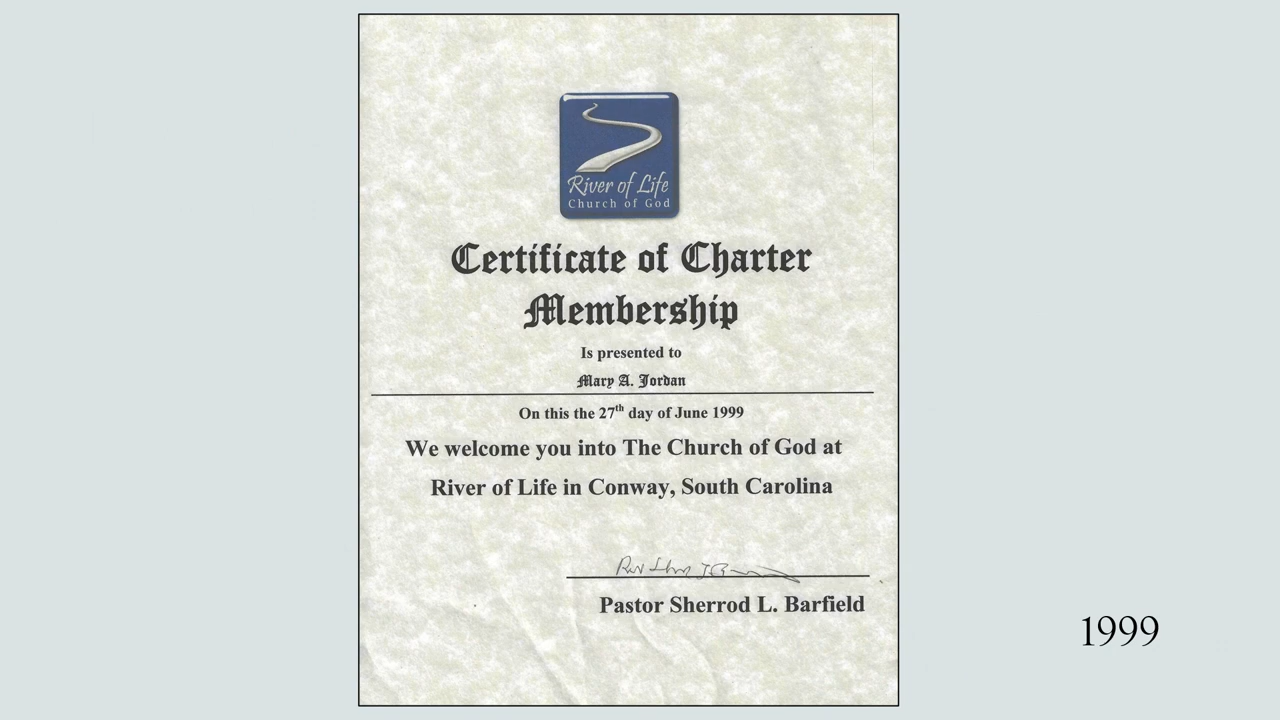 River of Life
Church of God
Certificate of Charter
Membership
Is presented to
Mary A. Jordan
On this the 27th day of June 1999
We welcome you into The Church of God at
River of Life in Conway, South Carolina
Pastor Sherrod L. Barfield
1999